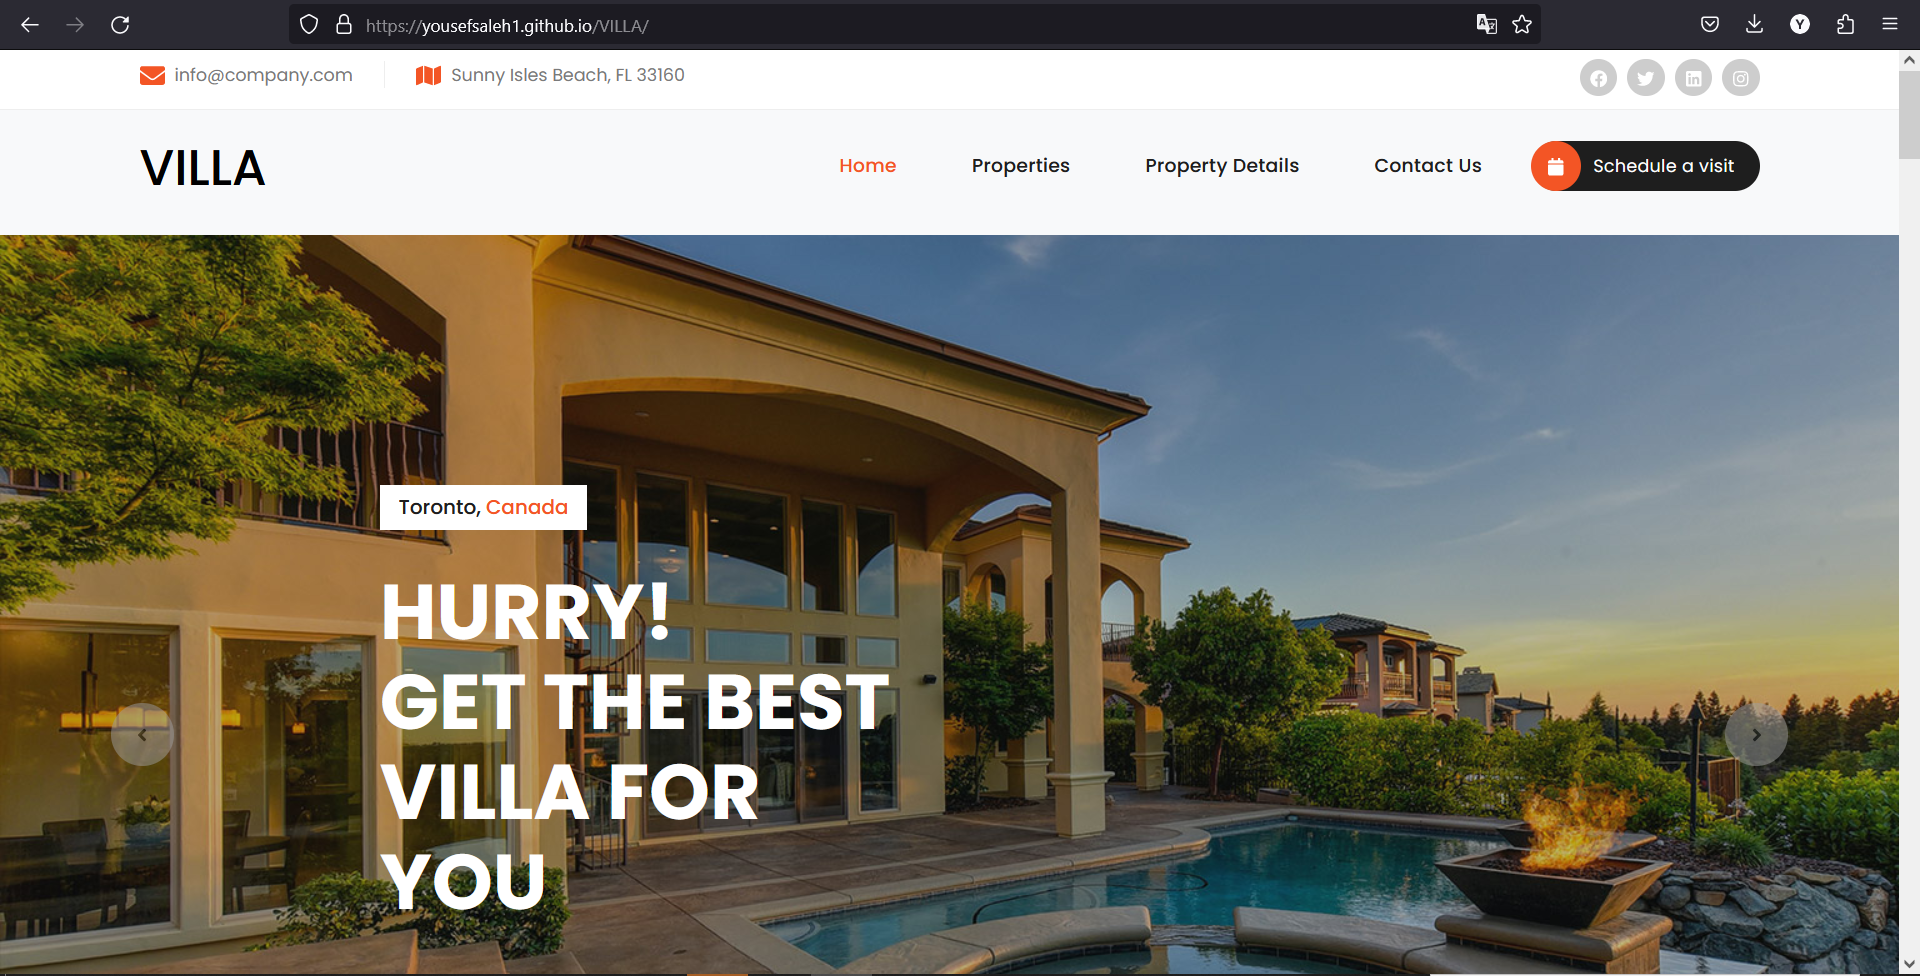 https://yousefsaleh1.github.io/VILLA/
Y
info@company.com
Sunny Isles Beach, FL 33160
VILLA
Home
Properties
Property Details
Contact Us
Schedule a visit
Toronto, Canada
HURRY!
GET THE BEST
VILLA FOR
YOU